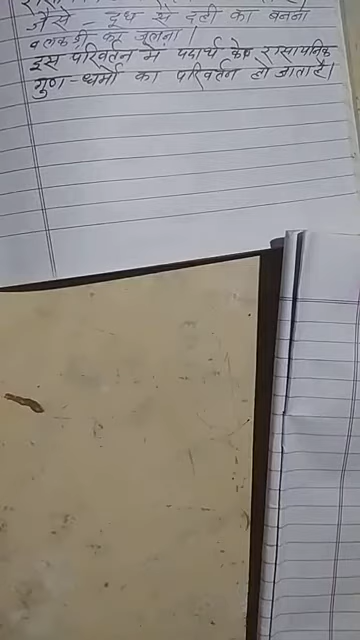 जैसे - दूध से दही का बनना
व लकड़ी का जलना।
इस परिवर्तन में पदार्थ के रासायनिक
गुण-धर्मो का परिवर्तन हो जाता है।